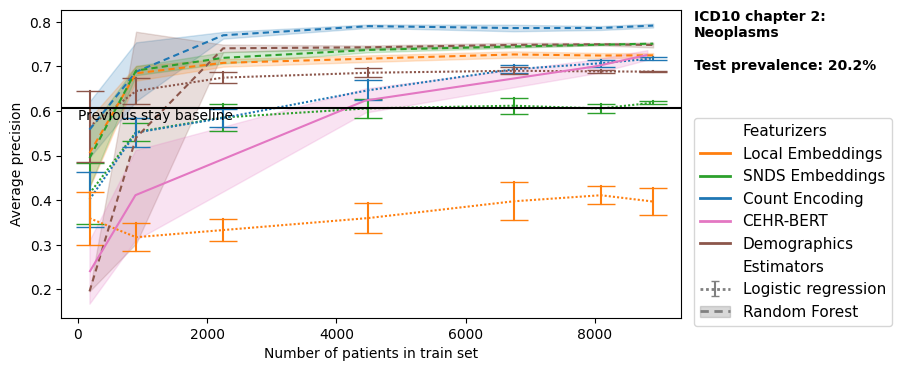 ICD10 chapter 2:
Neoplasms
Test prevalence: 20.2%
Average precision
0.8
0.7
0.6
0.5
0.4
0.3
0.2
Previous stay baseline
0
2000
4000
6000
8000
Number of patients in train set
Featurizers
Local Embeddings
SNDS Embeddings
Count Encoding
CEHR-BERT
Demographics
Estimators
Logistic regression
Random Forest